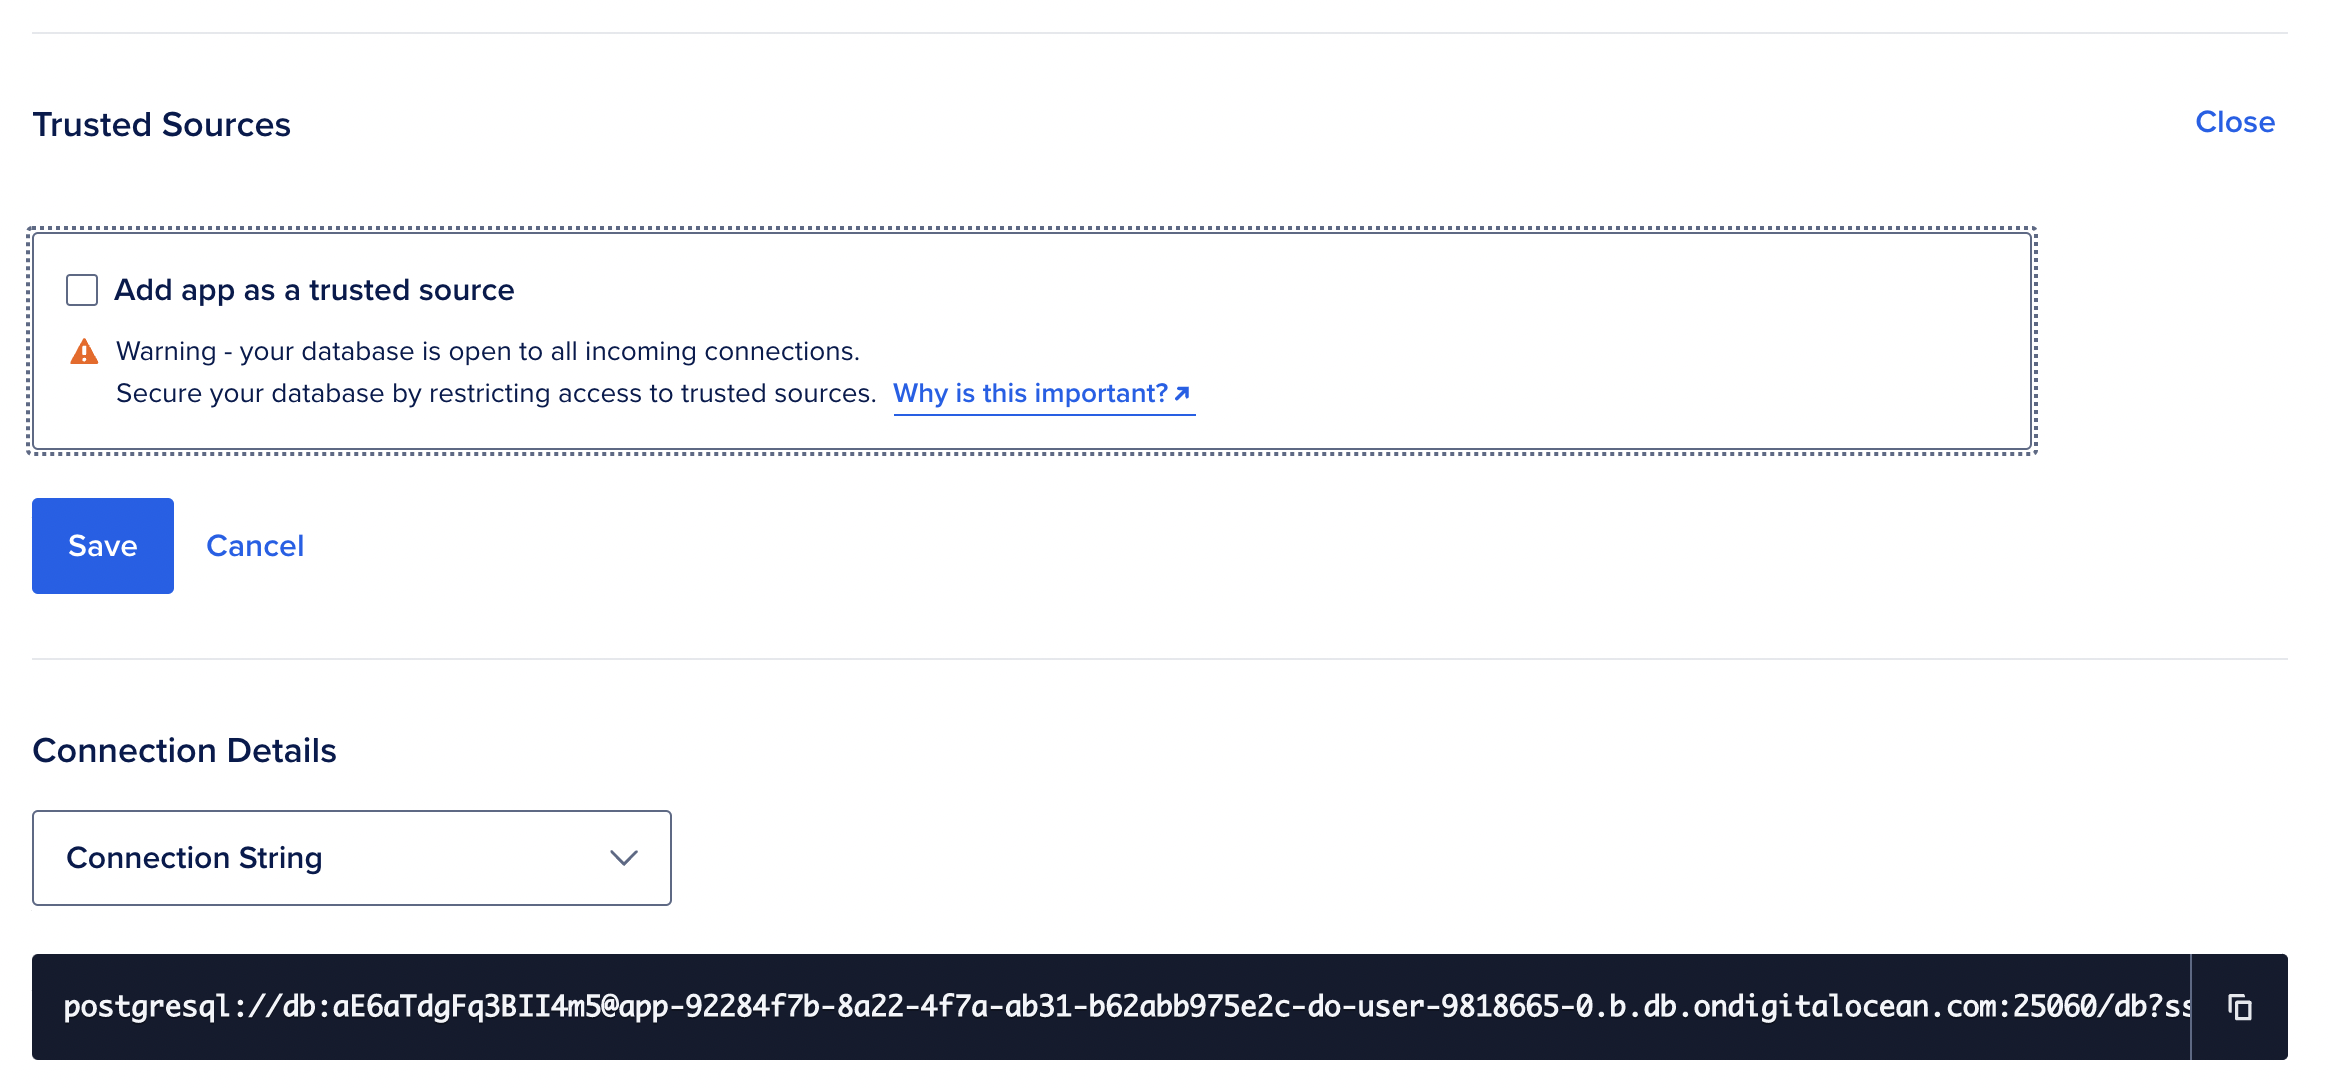 Trusted Sources
Close
Add app as a trusted source
Warning - your database is open to all incoming connections.
Secure your database by restricting access to trusted sources. Why is this important?
Save
Cancel
Connection Details
Connection String
postgresql://db:aE6aTdgFq3BII4m5@app-92284f7b-8a22-4f7a-ab31-b62abb975e2c-do-user-9818665-0.b.db.ondigitalocean.com:25060/db?ss